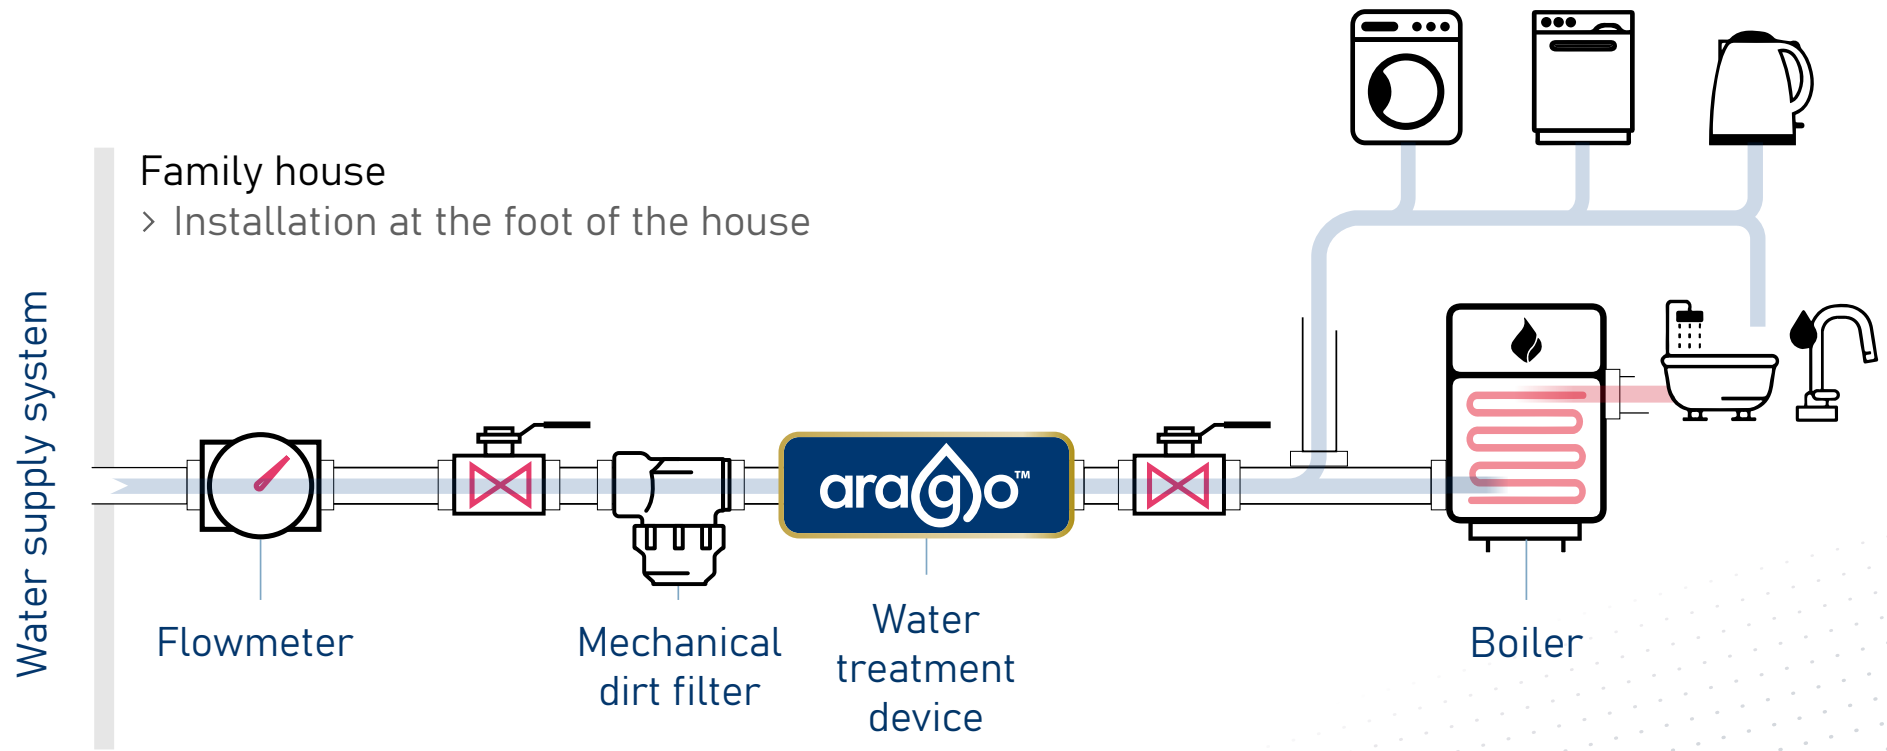 Family house
> Installation at the foot of the house
Water supply system
arago™
Flowmeter
Mechanical
dirt filter
Water
treatment
device
Boiler